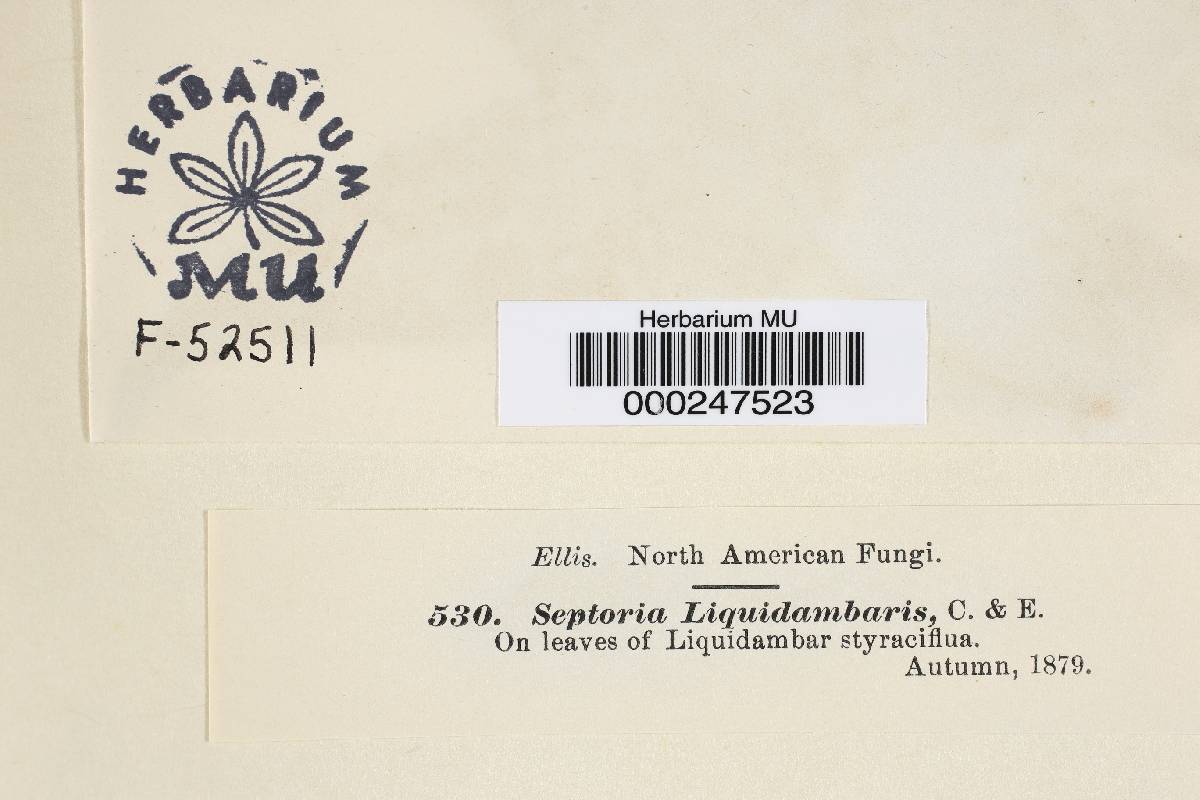 HERBARIUM
MU
F-52511
Herbarium MU
000247523
Ellis. North American Fungi.
530. Septoria Liquidambaris, C. & E.
On leaves of Liquidambar styraciflua.
Autumn, 1879.